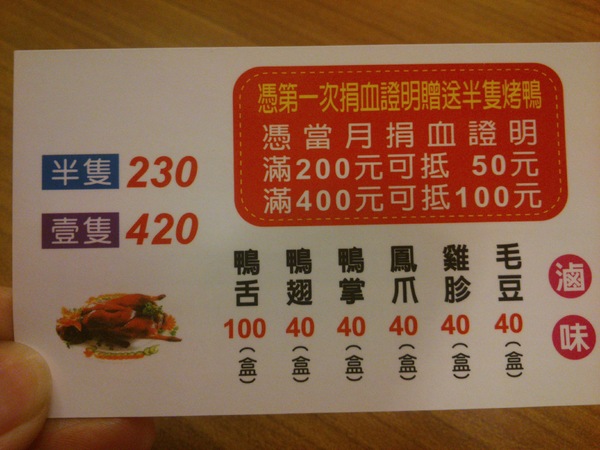 憑第一次捐血證明贈送半隻烤鴨
憑當月捐血證明
滿200元可抵 50元
滿400元可抵100元
半隻 230
壹隻 420
鴨舌 100(盒)
鴨翅 40(盒)
鴨掌 40(盒)
鳳爪 40(盒)
雞胗 40(盒)
毛豆 40(盒)
滷味